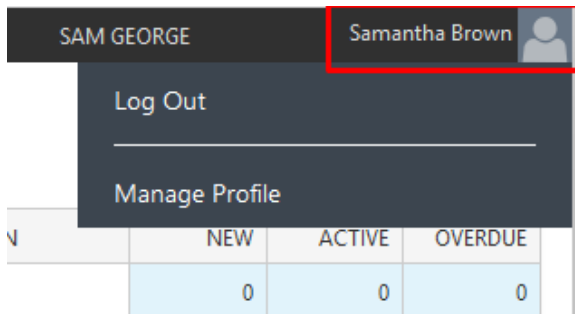 SAM GEORGE Samantha Brown
Log Out
Manage Profile
N NEW ACTIVE OVERDUE
0 0 0